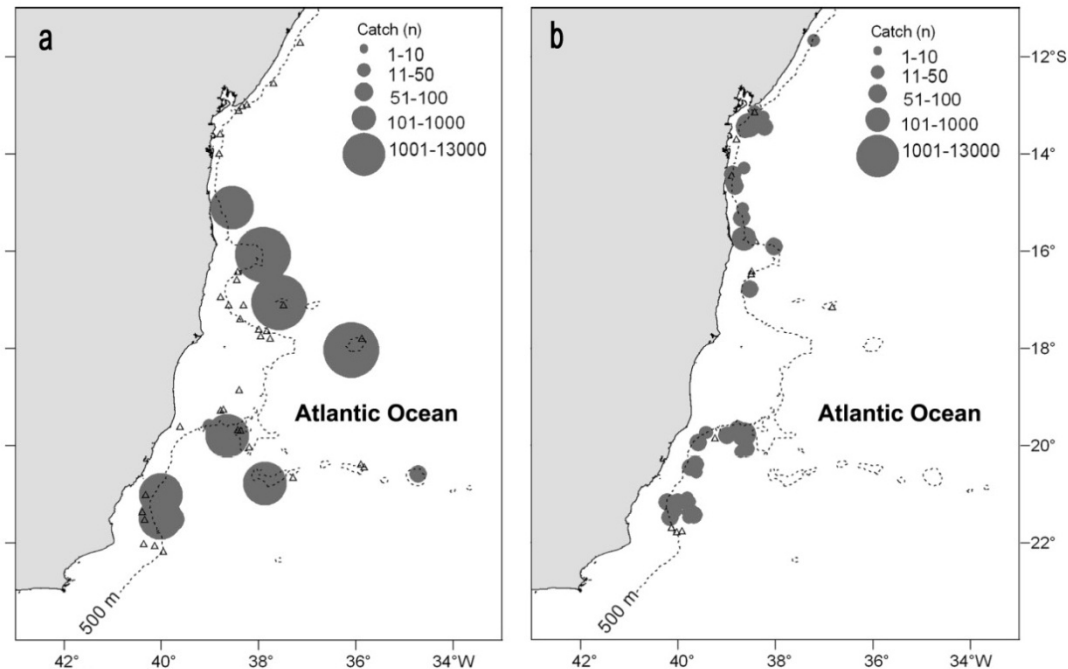 a
Catch (n)
1-10
11-50
51-100
101-1000
1001-13000
Atlantic Ocean
500 m
42°
40°
38°
36°
34°W
b
Catch (n)
1-10
11-50
51-100
101-1000
1001-13000
Atlantic Ocean
500 m
12°S
14°
16°
18°
20°
22°
42°
40°
38°
36°
34°W